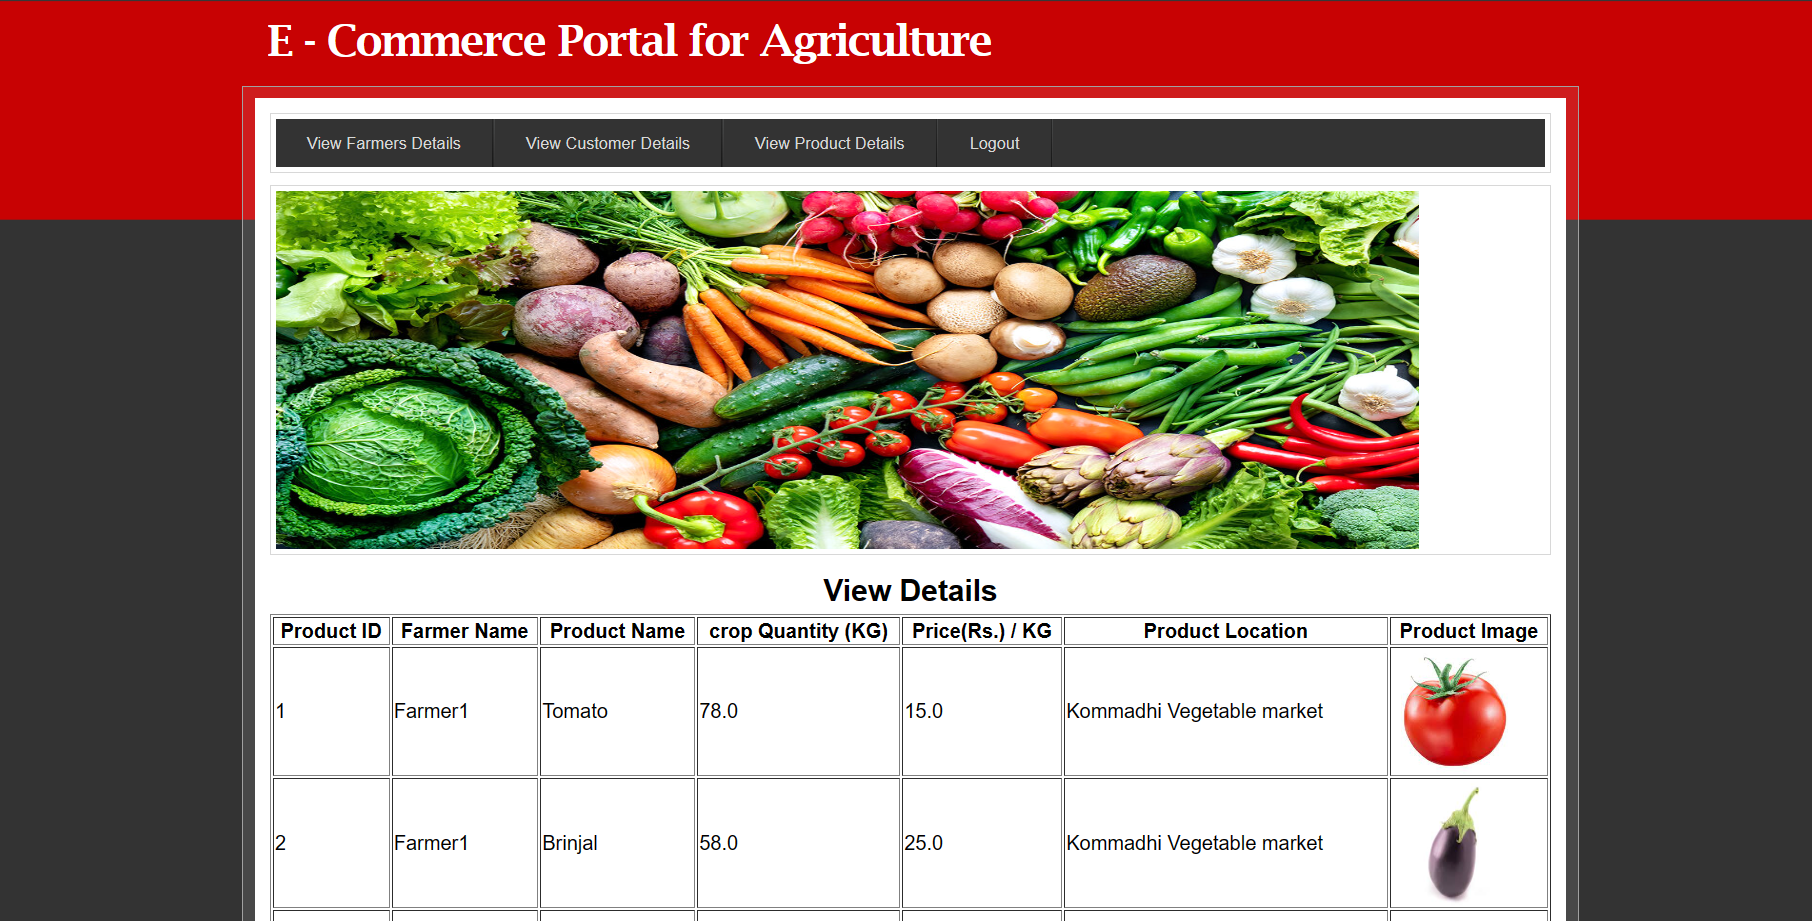 E - Commerce Portal for Agriculture
View Farmers Details View Customer Details View Product Details Logout
View Details
Product ID Farmer Name Product Name crop Quantity (KG) Price(Rs.) / KG Product Location Product Image
1 Farmer1 Tomato 78.0 15.0 Kommadhi Vegetable market
2 Farmer1 Brinjal 58.0 25.0 Kommadhi Vegetable market